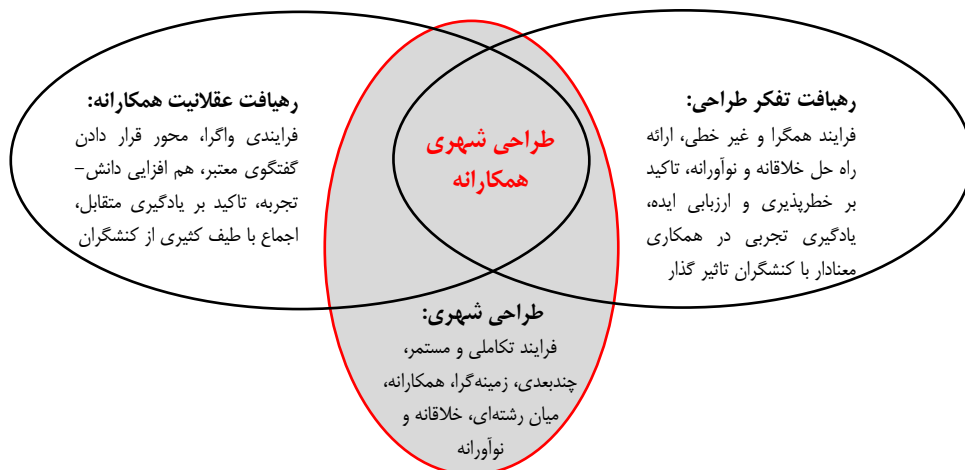 رهیافت تفکر طراحی:
فرایند همگرا و غیر خطی، ارائه
راه حل خلاقانه و نوآورانه، تاکید
بر خطرپذیری و ارزیابی ایده،
یادگیری تجربی در همکاری
معنادار با کنشگران تاثیر گذار
طراحی شهری
همکارانه
رهیافت عقلانیت همکارانه:
فرایندی واگرا، محور قرار دادن
گفتگوی معتبر، هم افزایی دانش-
تجربه، تاکید بر یادگیری متقابل،
اجماع با طیف کثیری از کنشگران
طراحی شهری:
فرایند تکاملی و مستمر،
چندبعدی، زمینه‌گرا، همکارانه،
میان رشته‌ای، خلاقانه و
نوآورانه